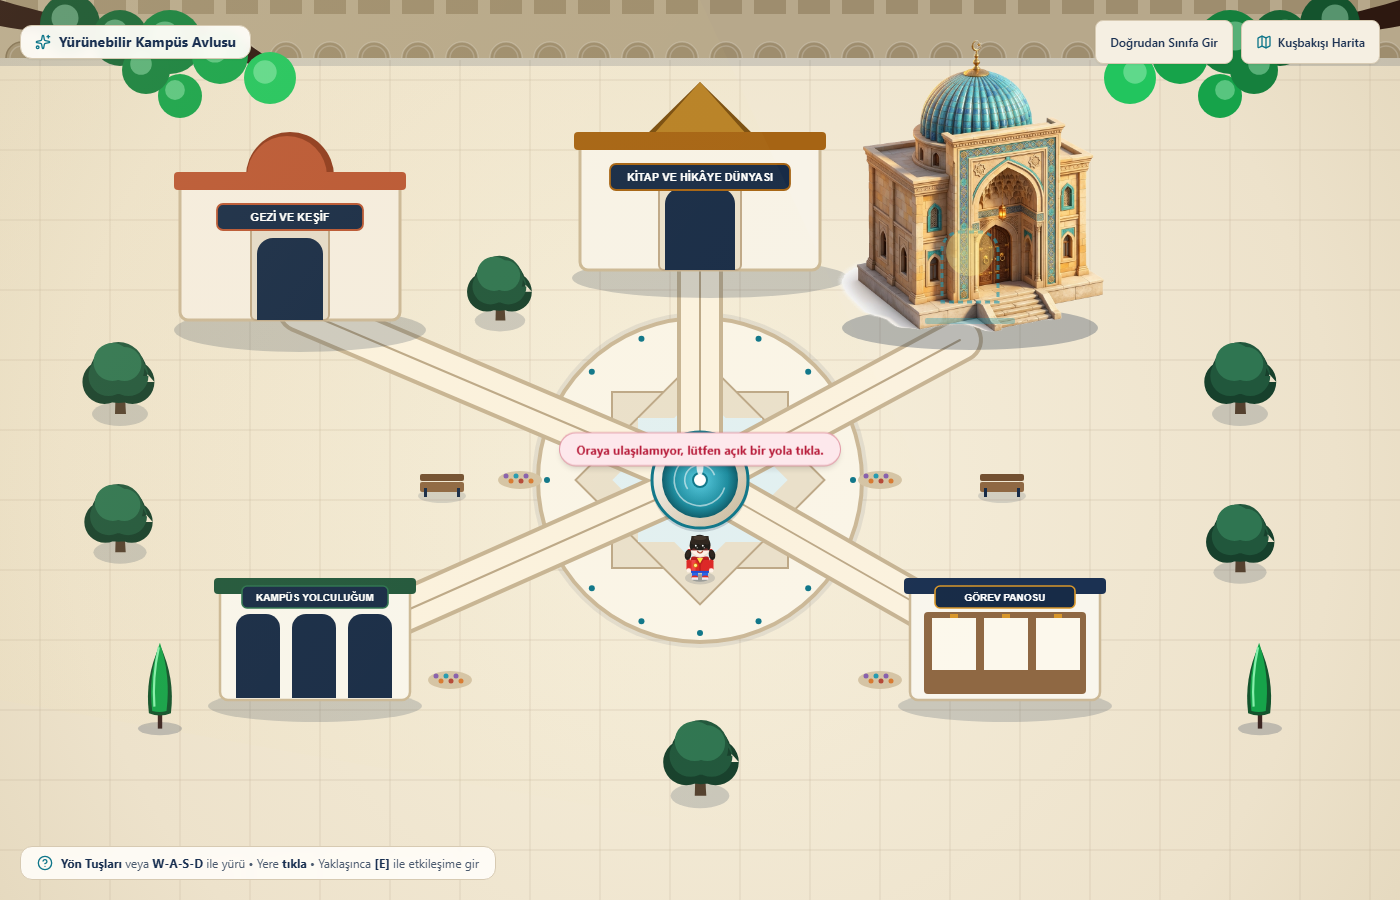 Yürünebilir Kampüs Avlusu
Doğrudan Sınıfa Gir
Kuşbakışı Harita
KİTAP VE HİKÂYE DÜNYASI
GEZİ VE KEŞİF
Oraya ulaşılamıyor, lütfen açık bir yola tıkla.
KAMPÜS YOLCULUĞUM
GÖREV PANOSU
Yön Tuşları veya W-A-S-D ile yürü • Yere tıkla • Yaklaşınca [E] ile etkileşime gir